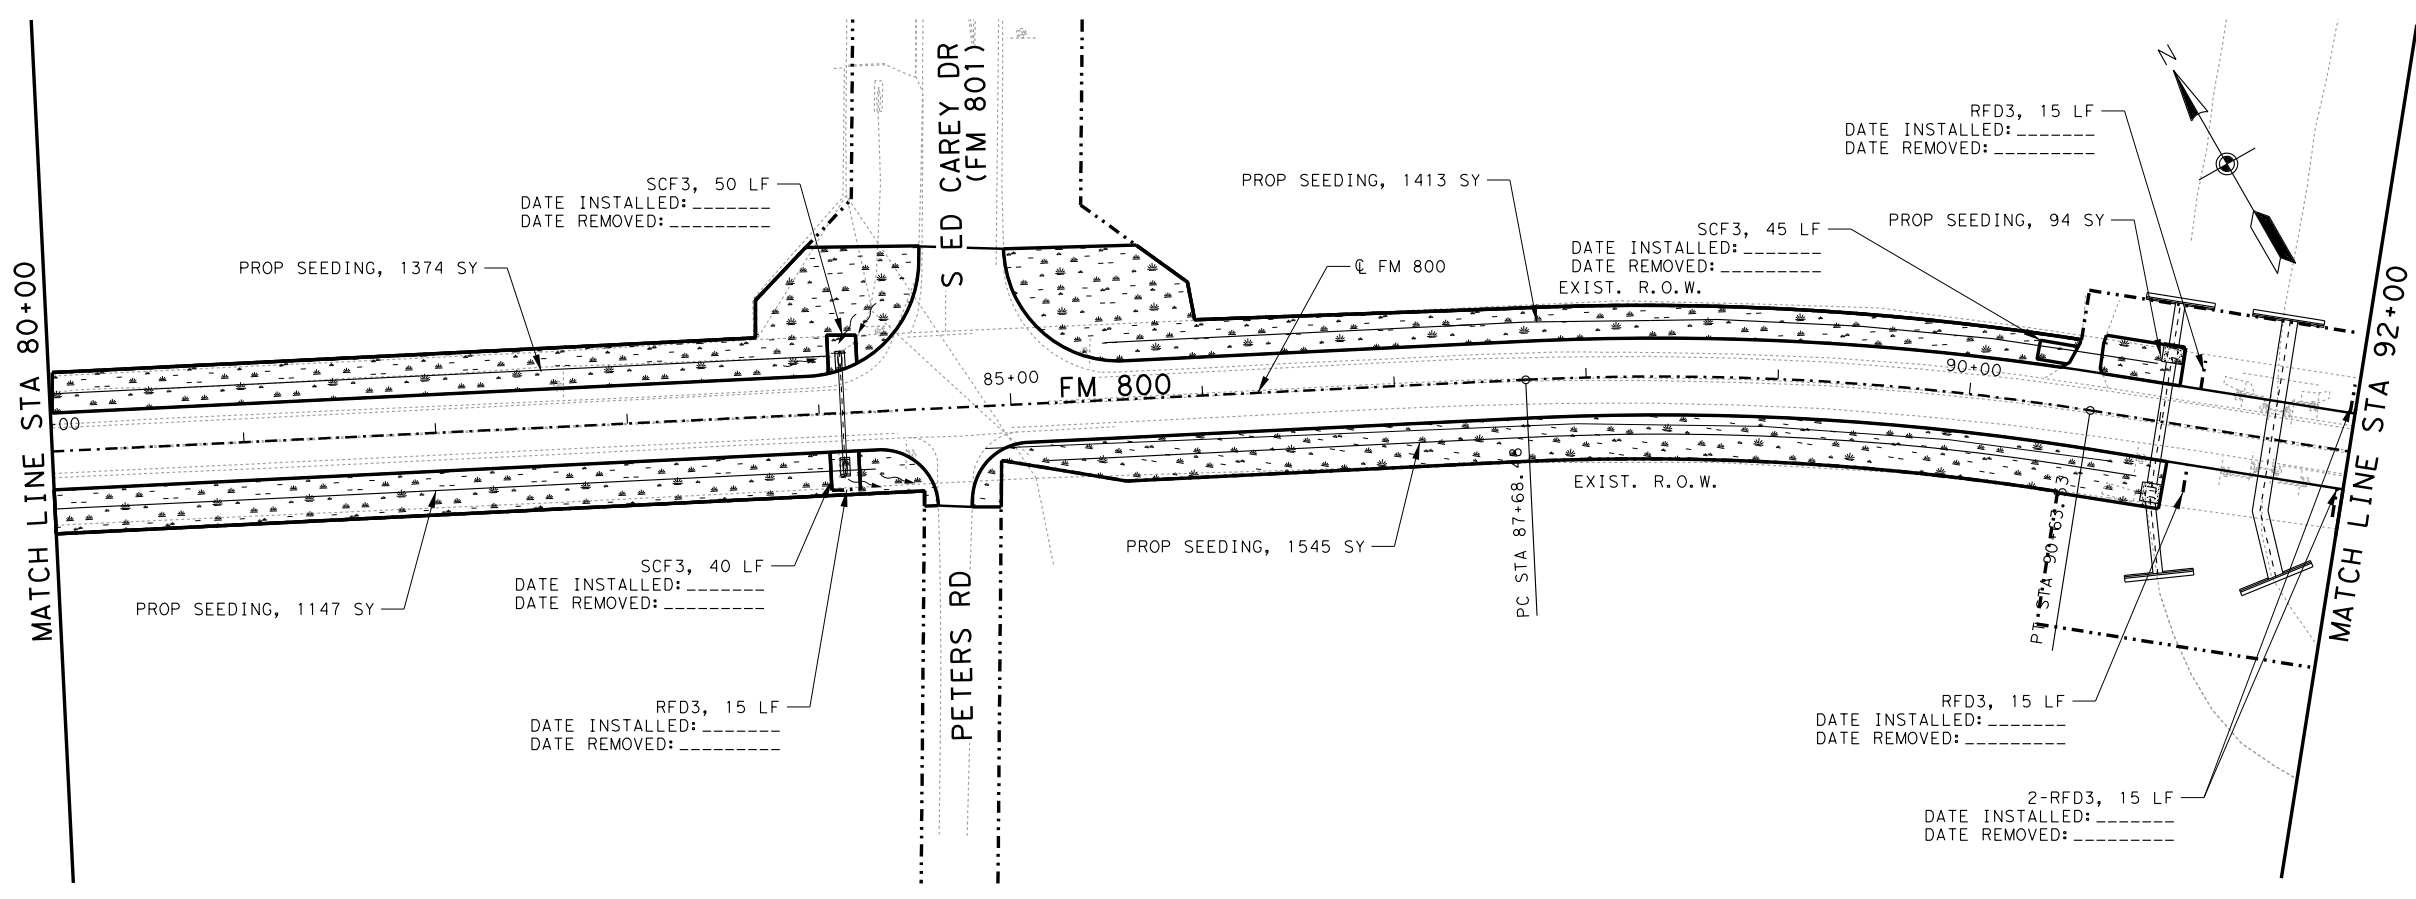 MATCH LINE STA 80+00
S ED CAREY DR
(FM 801)
N
RFD3, 15 LF
DATE INSTALLED:_______
DATE REMOVED:_________
SCF3, 50 LF
DATE INSTALLED:_______
DATE REMOVED:_________
PROP SEEDING, 1413 SY
PROP SEEDING, 94 SY
SCF3, 45 LF
DATE INSTALLED:_______
DATE REMOVED:_________
EXIST. R.O.W.
PROP SEEDING, 1374 SY
℄ FM 800
MATCH LINE STA 92+00
85+00
FM 800
90+00
+00
EXIST. R.O.W.
PC STA 87+68.48
PT STA 90+63.53
PROP SEEDING, 1545 SY
SCF3, 40 LF
DATE INSTALLED:_______
DATE REMOVED:_________
PROP SEEDING, 1147 SY
PETERS RD
RFD3, 15 LF
DATE INSTALLED:_______
DATE REMOVED:_________
RFD3, 15 LF
DATE INSTALLED:_______
DATE REMOVED:_________
2-RFD3, 15 LF
DATE INSTALLED:_______
DATE REMOVED:_________